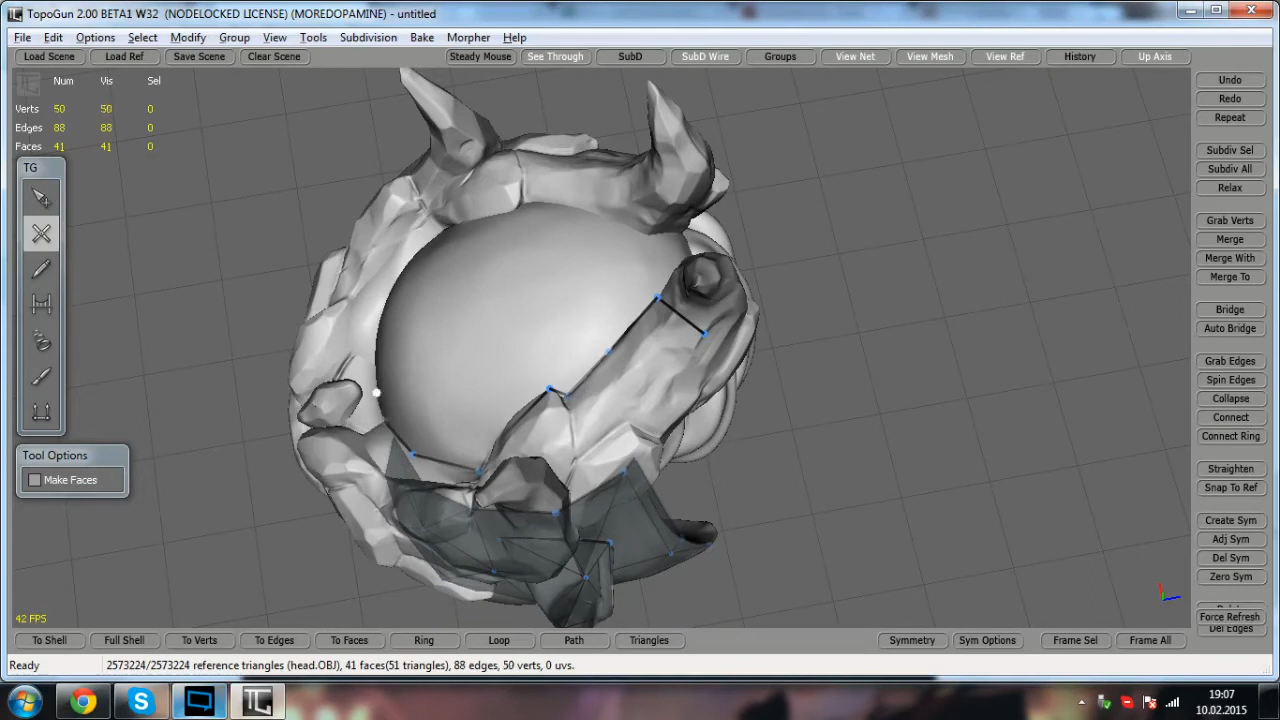 TopoGun 2.00 BETA1 W32 (NODELOCKED LICENSE) (MOREDOPAMINE) - untitled
File Edit Options Select Modify Group View Tools Subdivision Bake Morpher Help
Load Scene Load Ref Save Scene Clear Scene Steady Mouse See Through SubD SubD Wire Groups View Net View Mesh View Ref History Up Axis
Num Vis Sel
Verts 50 50 0
Edges 88 88 0
Faces 41 41 0
TG
Tool Options
Make Faces
42 FPS
Undo
Redo
Repeat
Subdiv Sel
Subdiv All
Relax
Grab Verts
Merge
Merge With
Merge To
Bridge
Auto Bridge
Grab Edges
Spin Edges
Collapse
Connect
Connect Ring
Straighten
Snap To Ref
Create Sym
Adj Sym
Del Sym
Zero Sym
Force Refresh
Del Edges
To Shell Full Shell To Verts To Edges To Faces Ring Loop Path Triangles Symmetry Sym Options Frame Sel Frame All
Ready 2573224/2573224 reference triangles (head.OBJ), 41 faces(51 triangles), 88 edges, 50 verts, 0 uvs.
19:07
10.02.2015